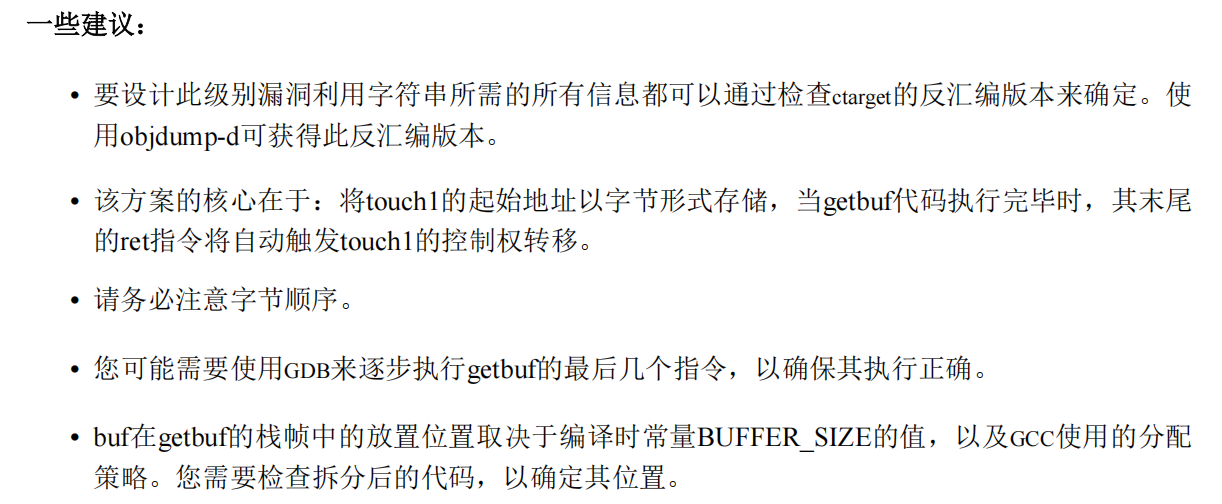 一些建议：
• 要设计此级别漏洞利用字符串所需的所有信息都可以通过检查ctarget的反汇编版本来确定。使
用objdump-d可获得此反汇编版本。
• 该方案的核心在于：将touch1的起始地址以字节形式存储，当getbuf代码执行完毕时，其末尾
的ret指令将自动触发touch1的控制权转移。
• 请务必注意字节顺序。
• 您可能需要使用GDB来逐步执行getbuf的最后几个指令，以确保其执行正确。
• buf在getbuf的栈帧中的放置位置取决于编译时常量BUFFER_SIZE的值，以及GCC使用的分配
策略。您需要检查拆分后的代码，以确定其位置。